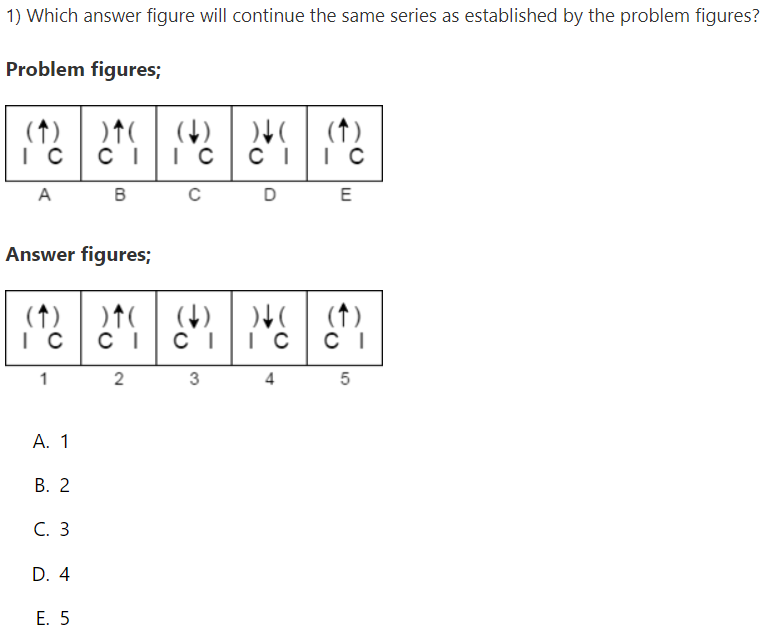 1) Which answer figure will continue the same series as established by the problem figures?
Problem figures;
(↑) )↑( (↓) )↓( (↑)
I C C I I C C I I C
A B C D E
Answer figures;
(↑) )↑( (↓) )↓( (↑)
I C C I C I I C C I
1 2 3 4 5
A. 1
B. 2
C. 3
D. 4
E. 5